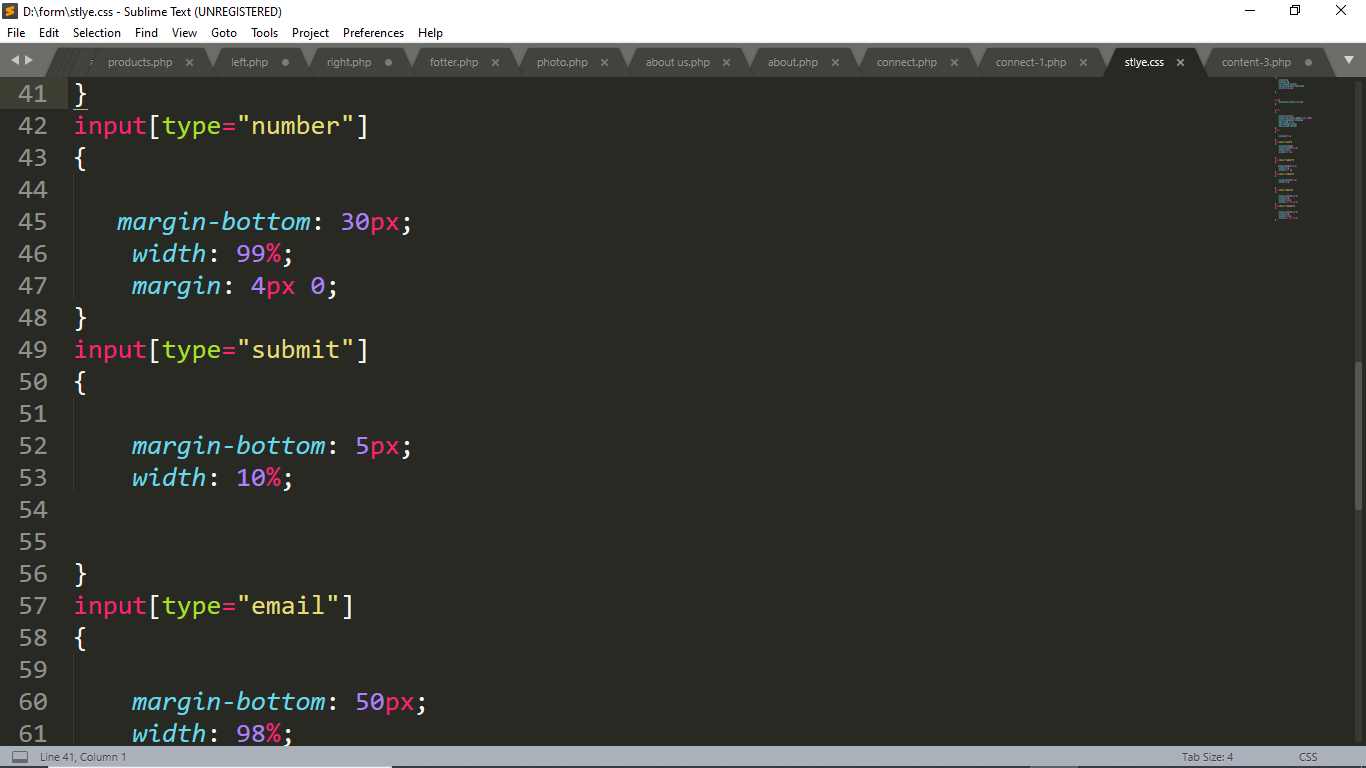 D:\form\stlye.css - Sublime Text (UNREGISTERED)
File Edit Selection Find View Goto Tools Project Preferences Help
products.php left.php right.php fotter.php photo.php about us.php about.php connect.php connect-1.php stlye.css content-3.php
41 }
42 input[type="number"]
43 {
44
45 margin-bottom: 30px;
46 width: 99%;
47 margin: 4px 0;
48 }
49 input[type="submit"]
50 {
51
52 margin-bottom: 5px;
53 width: 10%;
54
55
56 }
57 input[type="email"]
58 {
59
60 margin-bottom: 50px;
61 width: 98%;
Line 41, Column 1 Tab Size: 4 CSS